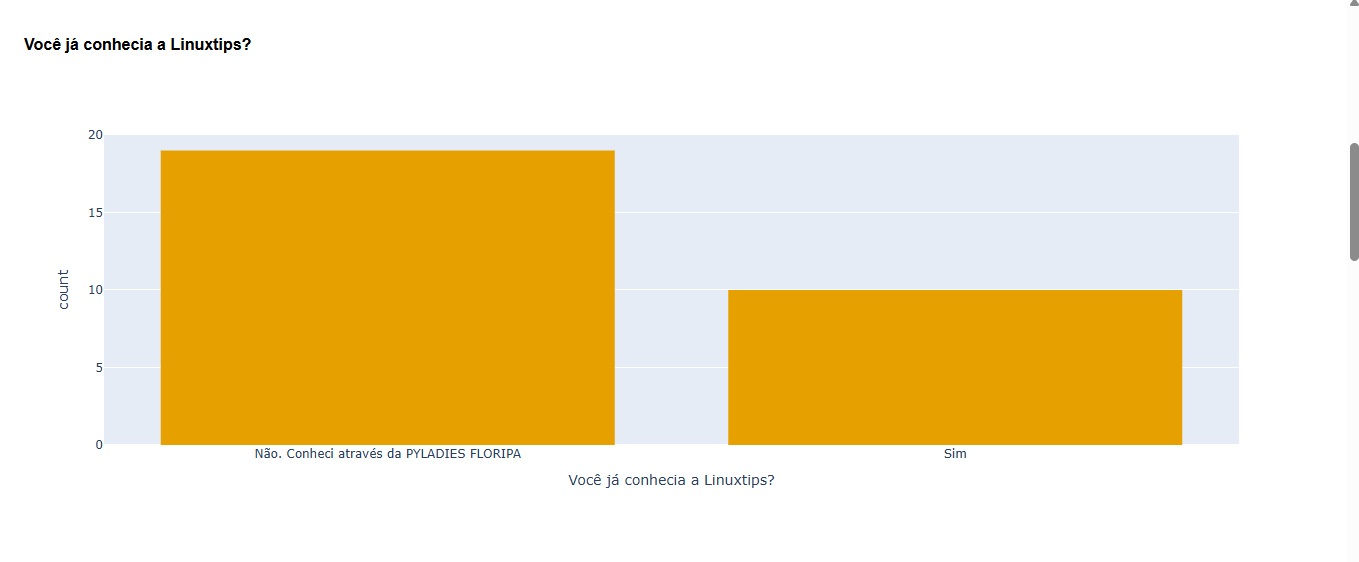 Você já conhecia a Linuxtips?
20
15
10
5
0
count
Não. Conheci através da PYLADIES FLORIPA
Sim
Você já conhecia a Linuxtips?